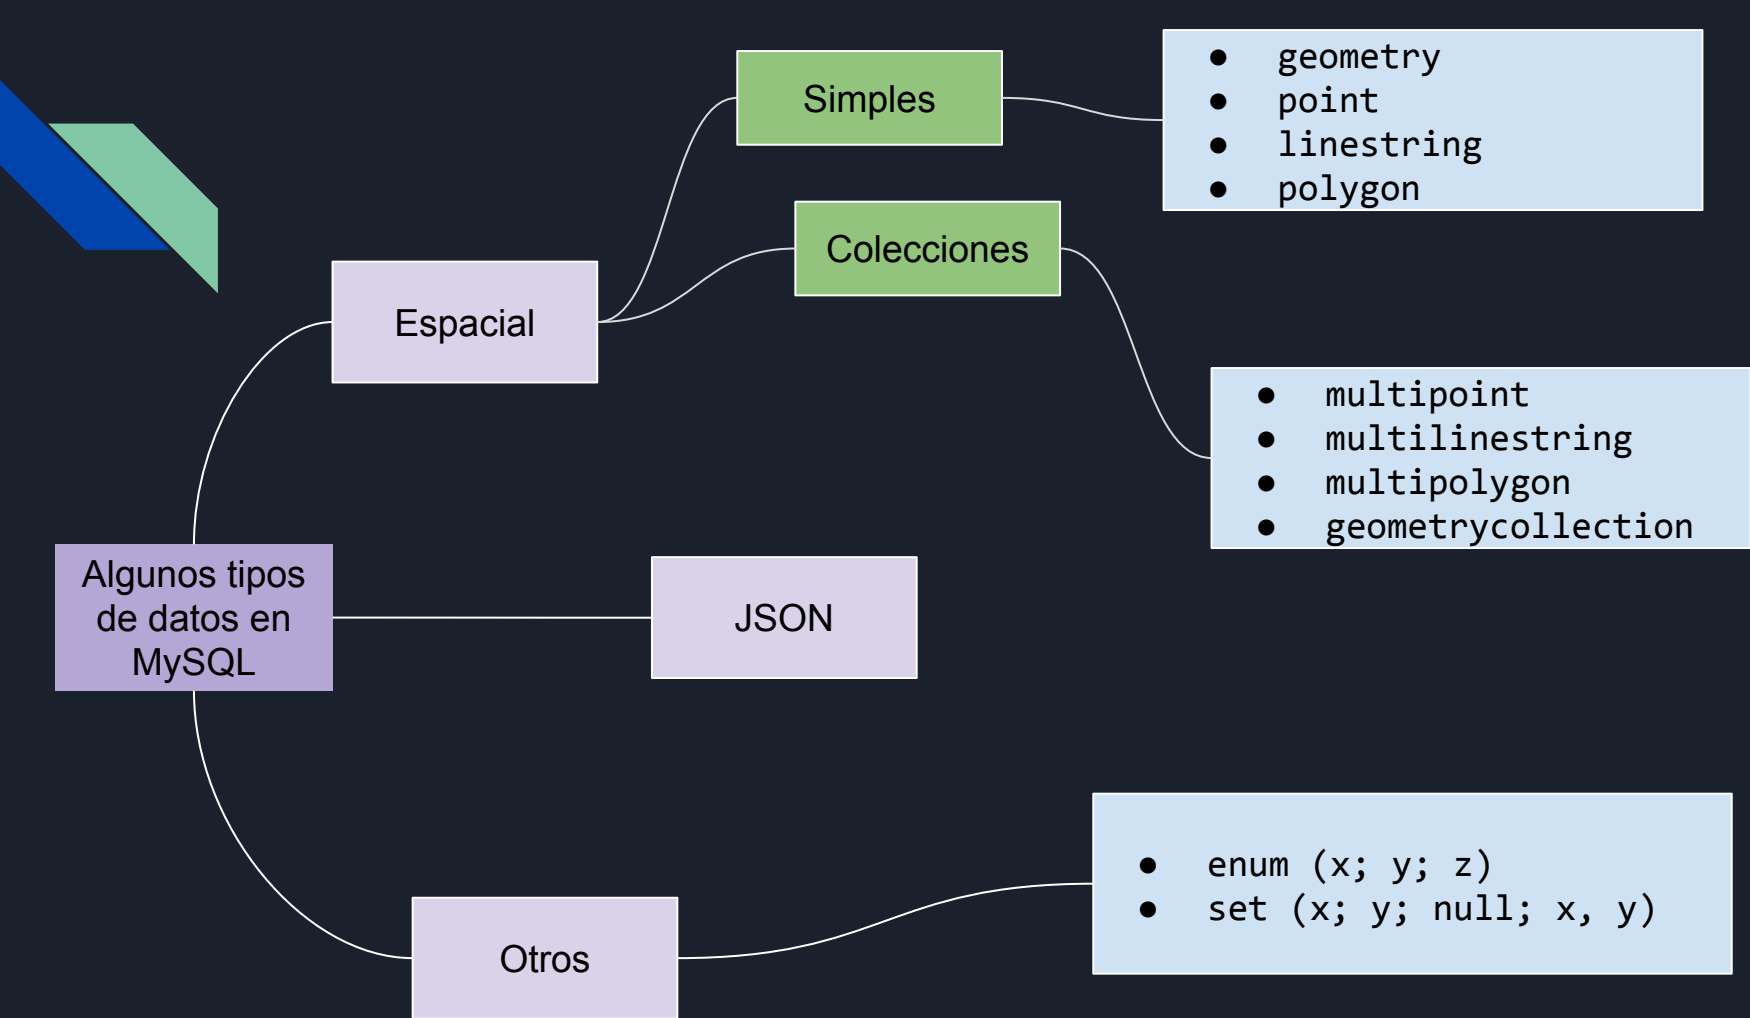 Simples
● geometry
● point
● linestring
● polygon
Colecciones
Espacial
● multipoint
● multilinestring
● multipolygon
● geometrycollection
Algunos tipos
de datos en
MySQL
JSON
● enum (x; y; z)
● set (x; y; null; x, y)
Otros